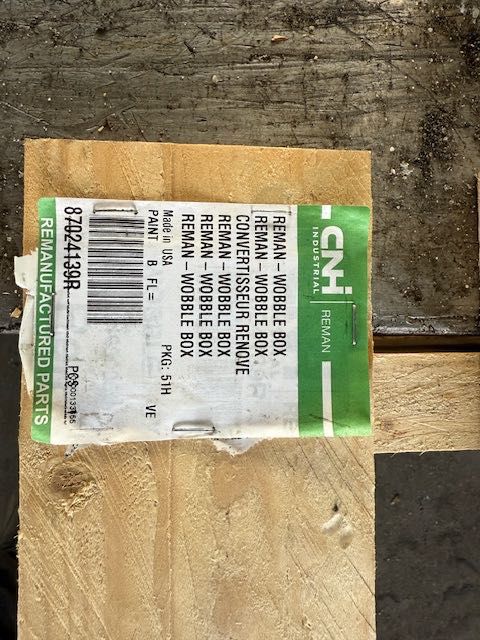 CNH
INDUSTRIAL
REMAN
REMAN – WOBBLE BOX
REMAN – WOBBLE BOX
CONVERTISSEUR RENOVE
REMAN – WOBBLE BOX
REMAN – WOBBLE BOX
REMAN – WOBBLE BOX
Made in USA PKG: 51H
PAINT B FL= VE
87024139R PCS
REMANUFACTURED PARTS